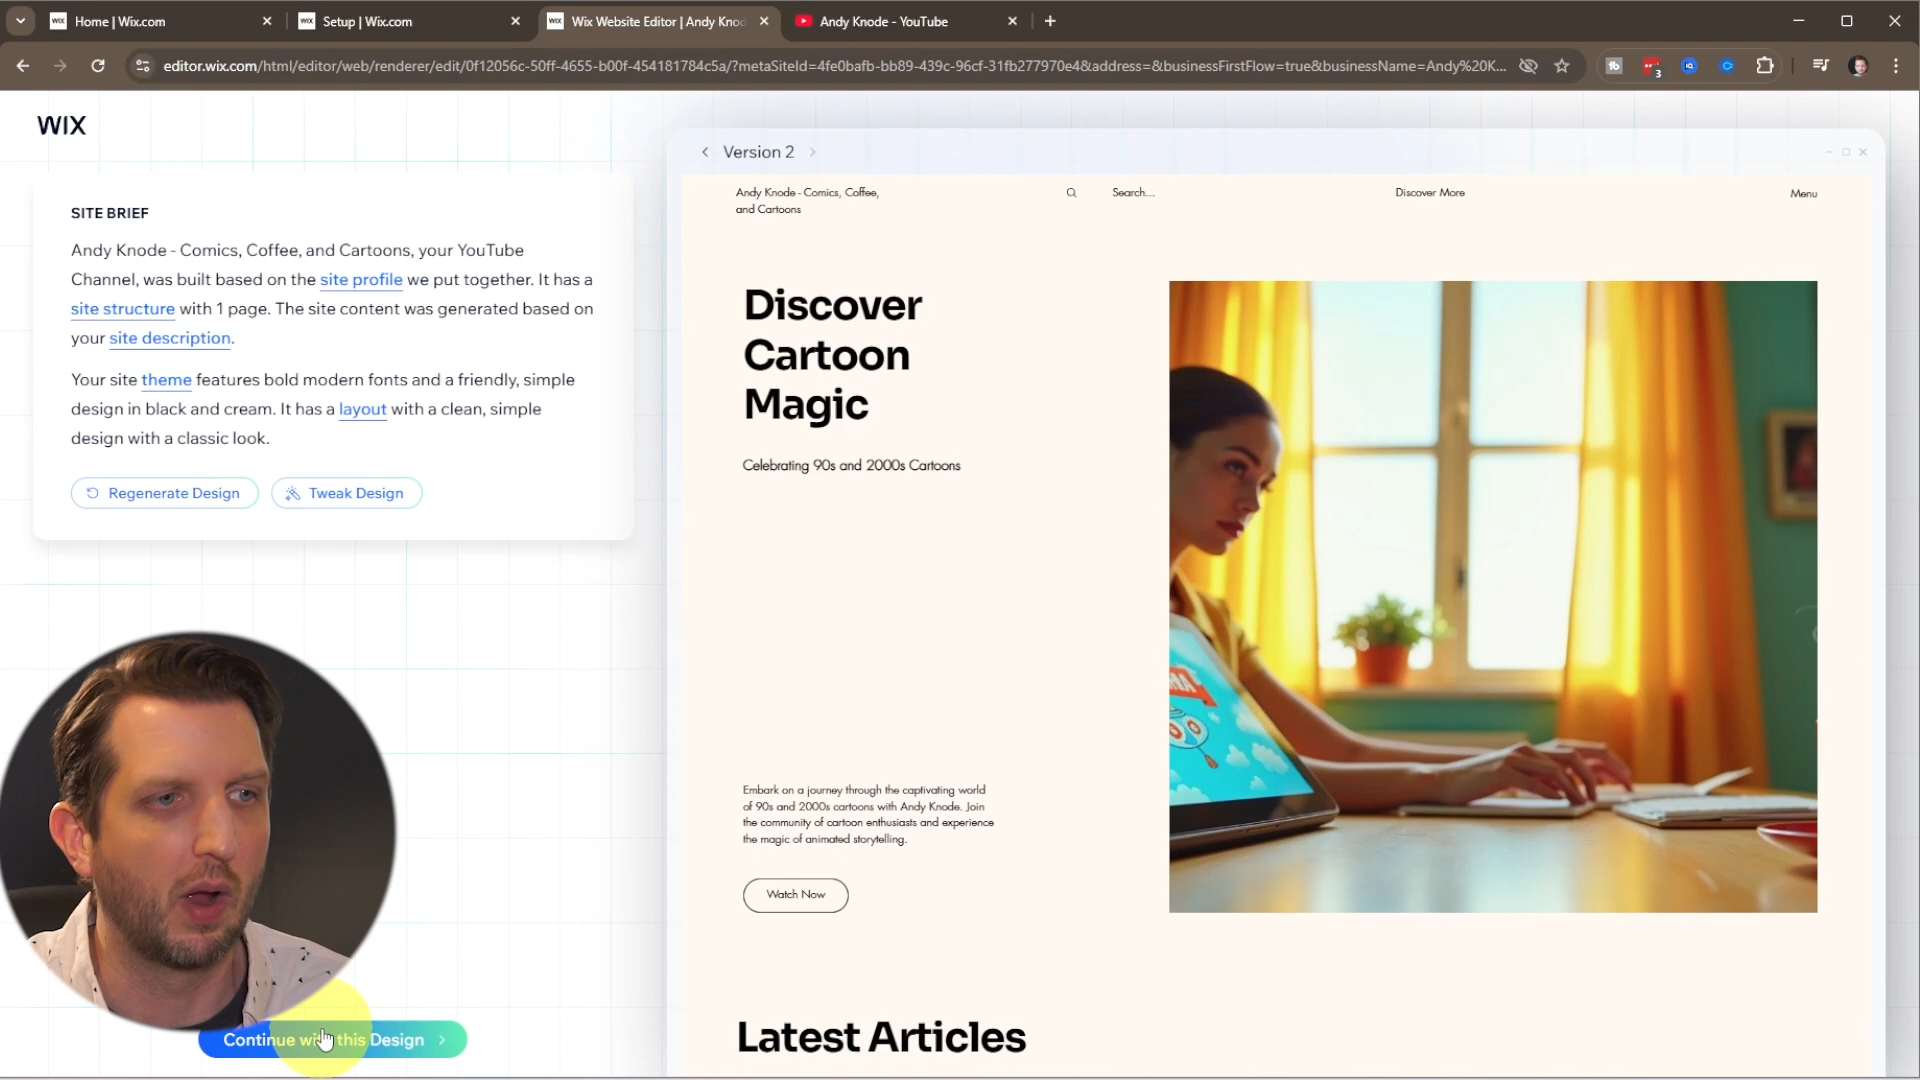 Home | Wix.com
Setup | Wix.com
Wix Website Editor | Andy Kno
Andy Knode - YouTube
editor.wix.com/html/editor/web/renderer/edit/0f12056c-50ff-4655-b00f-454181784c5a/?metaSiteId=4fe0bafb-bb89-439c-96cf-31fb277970e4&address=&businessFirstFlow=true&businessName=Andy%20K...
3
WIX
SITE BRIEF
Andy Knode - Comics, Coffee, and Cartoons, your YouTube
Channel, was built based on the site profile we put together. It has a
site structure with 1 page. The site content was generated based on
your site description.
Your site theme features bold modern fonts and a friendly, simple
design in black and cream. It has a layout with a clean, simple
design with a classic look.
Regenerate Design
Tweak Design
Continue with this Design
Version 2
Andy Knode - Comics, Coffee,
and Cartoons
Search...
Discover More
Menu
Discover
Cartoon
Magic
Celebrating 90s and 2000s Cartoons
Embark on a journey through the captivating world
of 90s and 2000s cartoons with Andy Knode. Join
the community of cartoon enthusiasts and experience
the magic of animated storytelling.
Watch Now
Latest Articles